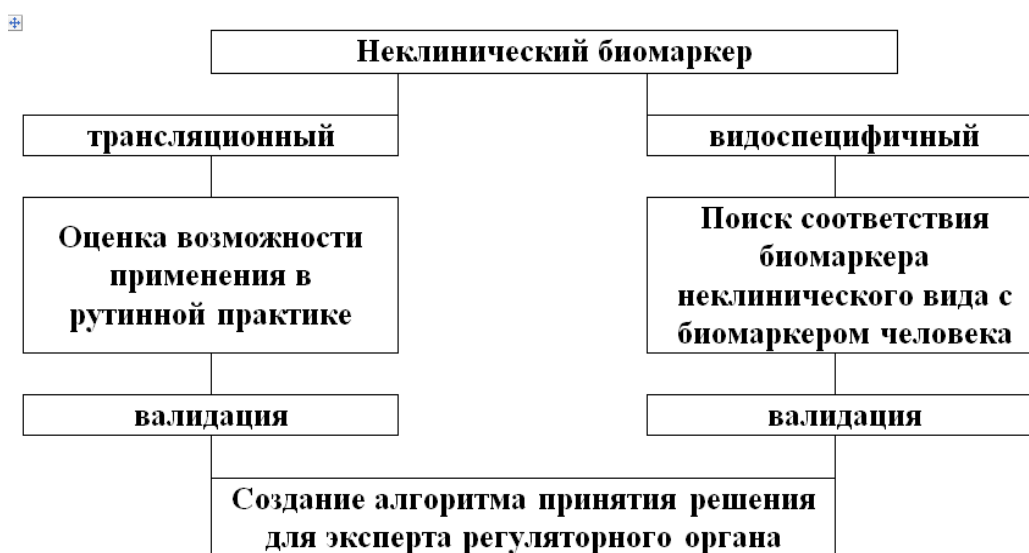 Неклинический биомаркер
трансляционный
видоспецифичный
Оценка возможности
применения в
рутинной практике
Поиск соответствия
биомаркера
неклинического вида с
биомаркером человека
валидация
валидация
Создание алгоритма принятия решения
для эксперта регуляторного органа